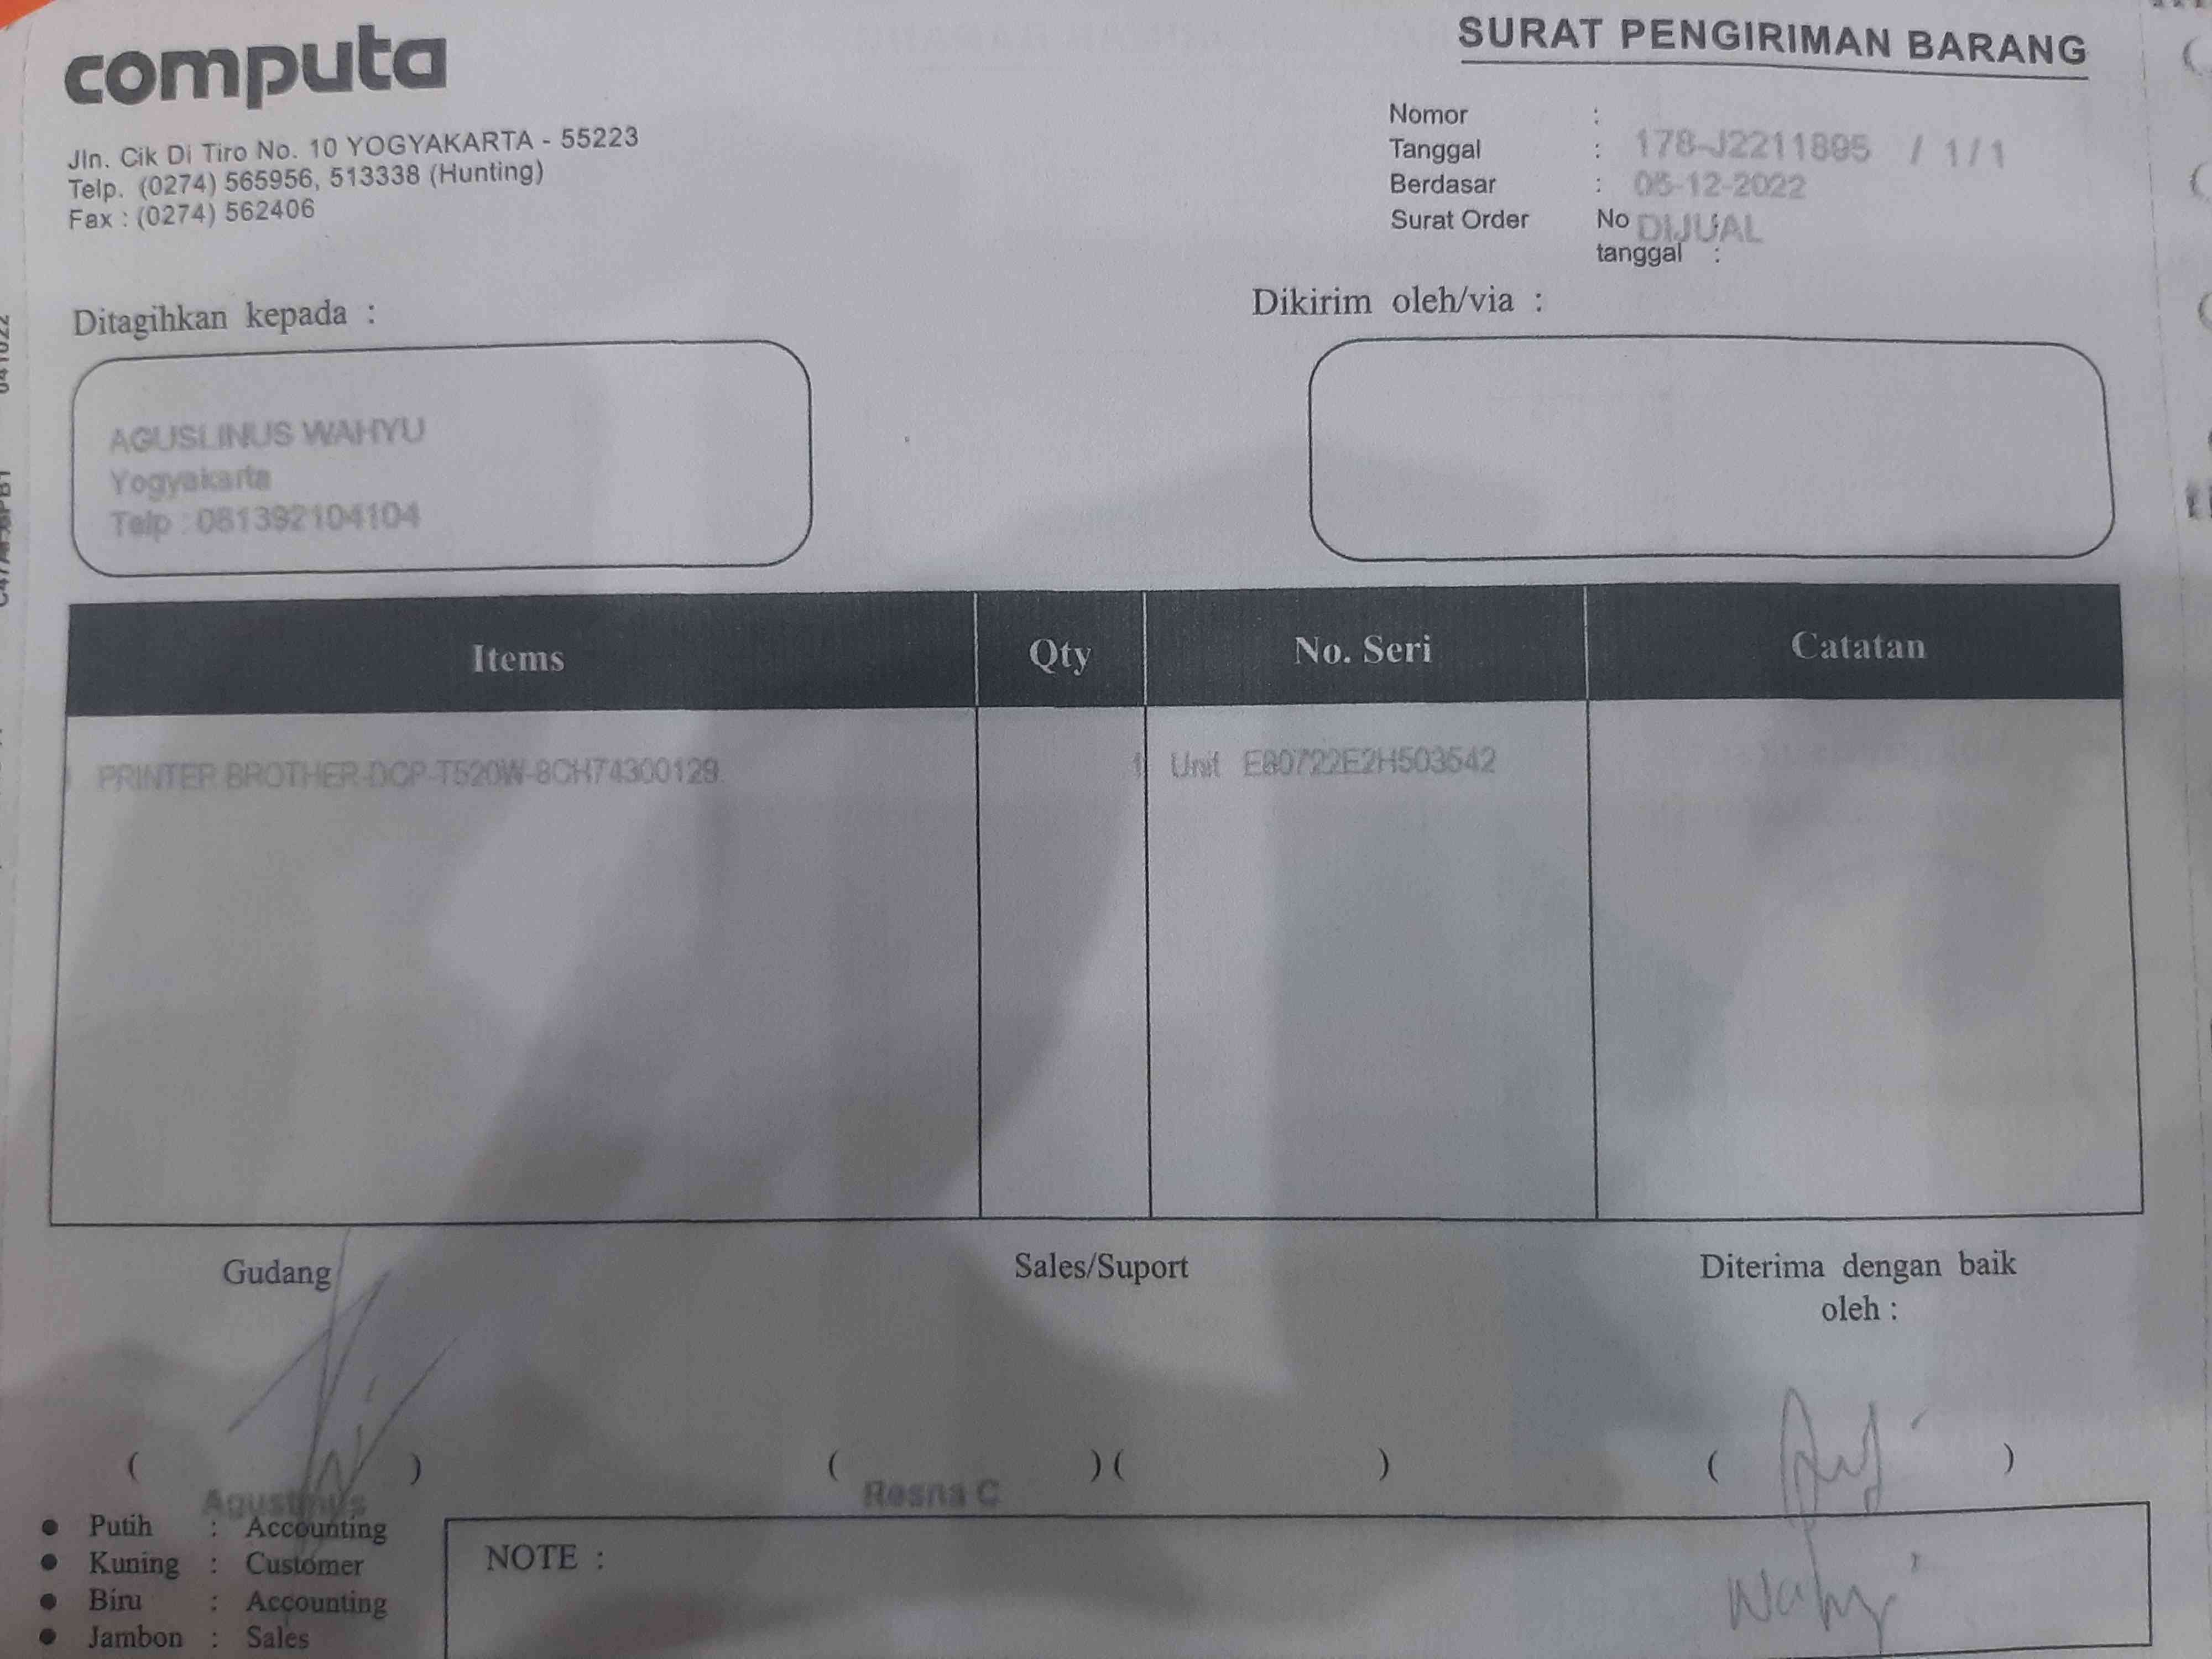 computa
Jln. Cik Di Tiro No. 10 YOGYAKARTA - 55223
Telp. (0274) 565956, 513338 (Hunting)
Fax : (0274) 562406
SURAT PENGIRIMAN BARANG
Nomor :
Tanggal : 178-J2211895 / 1/1
Berdasar : 05-12-2022
Surat Order No : DIJUAL
tanggal :
Ditagihkan kepada :
Dikirim oleh/via :
AGUSLINUS WAHYU
Yogyakarta
Telp : 081392104104
Items Qty No. Seri Catatan
1 PRINTER BROTHER DCP-T520W-8CH74300129 1 Unit E80722E2H503542
Gudang
Sales/Suport
Diterima dengan baik
oleh :
( ) ( ) ( ) ( )
Agustinus
Resna C
Wahyu
● Putih : Accounting
● Kuning : Customer
● Biru : Accounting
● Jambon : Sales
NOTE :